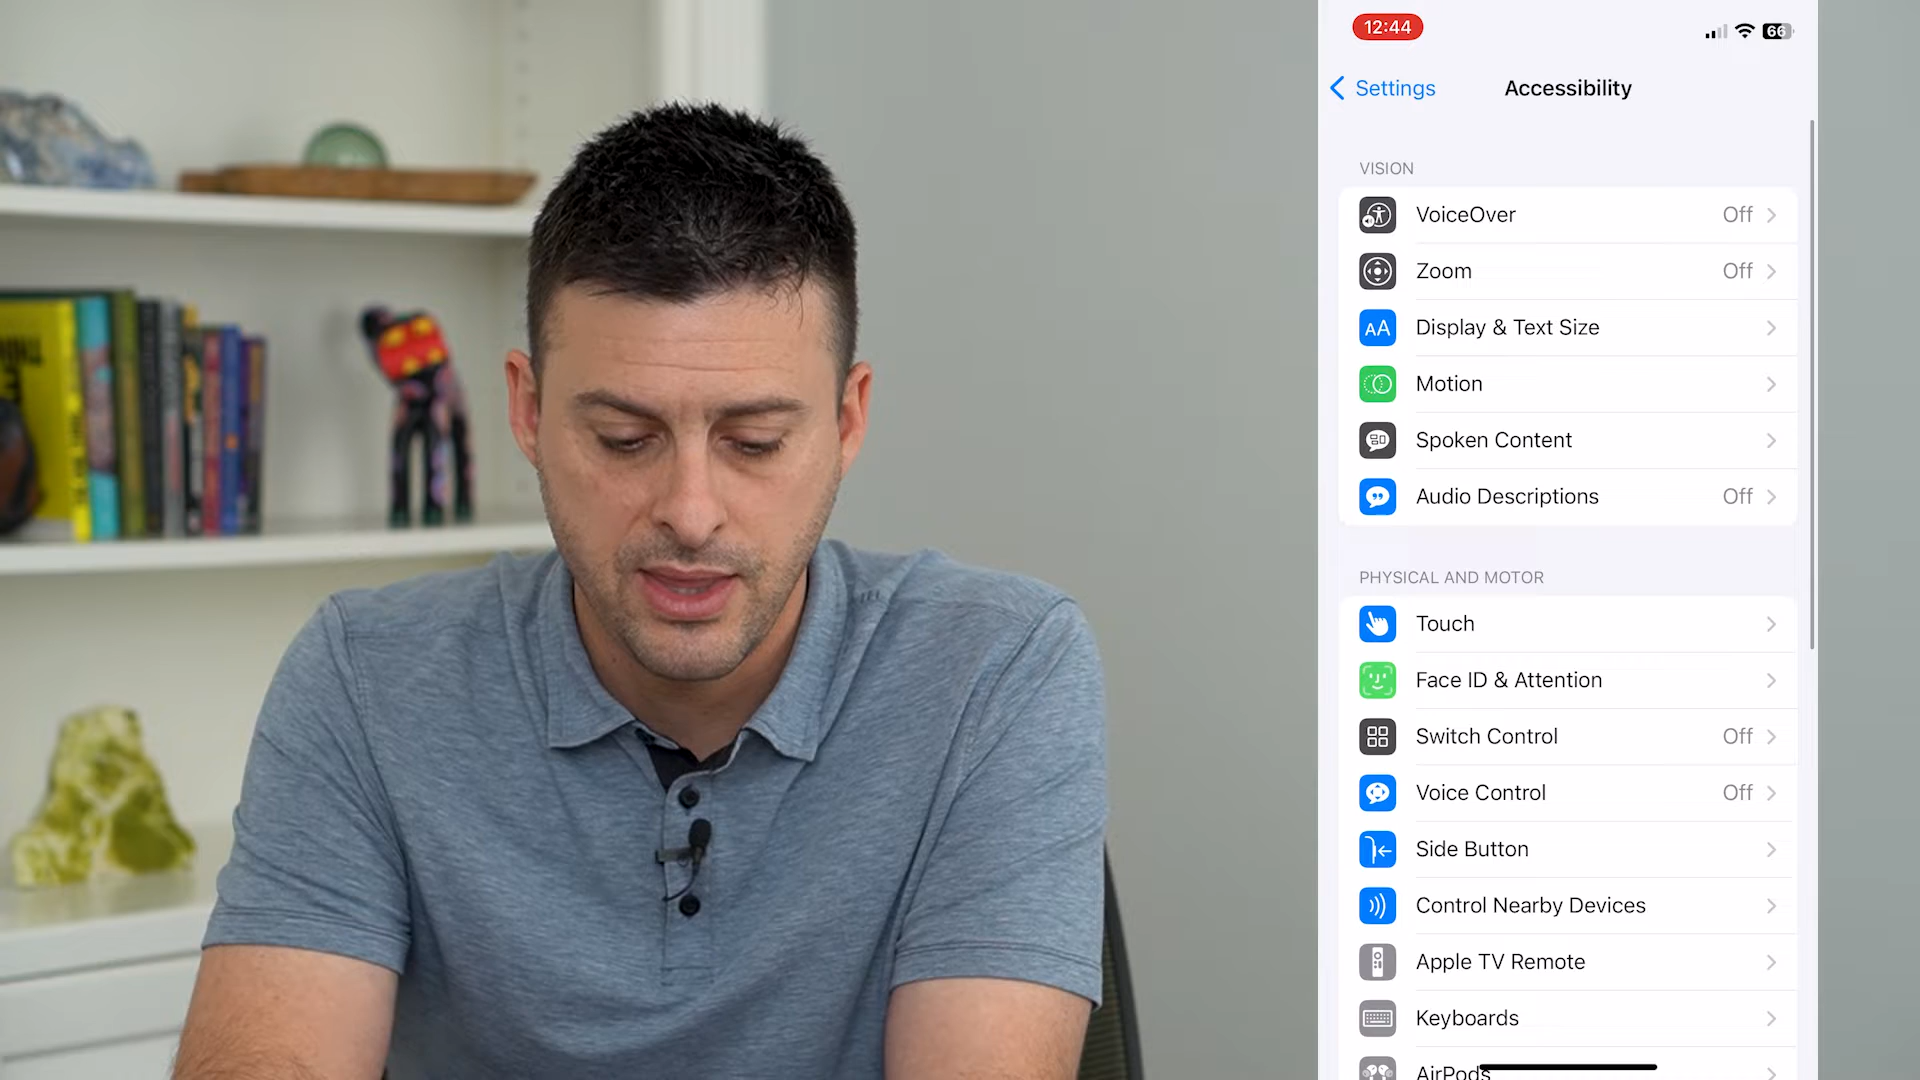 12:44
66
Settings
Accessibility
VISION
VoiceOver Off
Zoom Off
AA Display & Text Size
Motion
Spoken Content
Audio Descriptions Off
PHYSICAL AND MOTOR
Touch
Face ID & Attention
Switch Control Off
Voice Control Off
Side Button
Control Nearby Devices
Apple TV Remote
Keyboards
AirPods